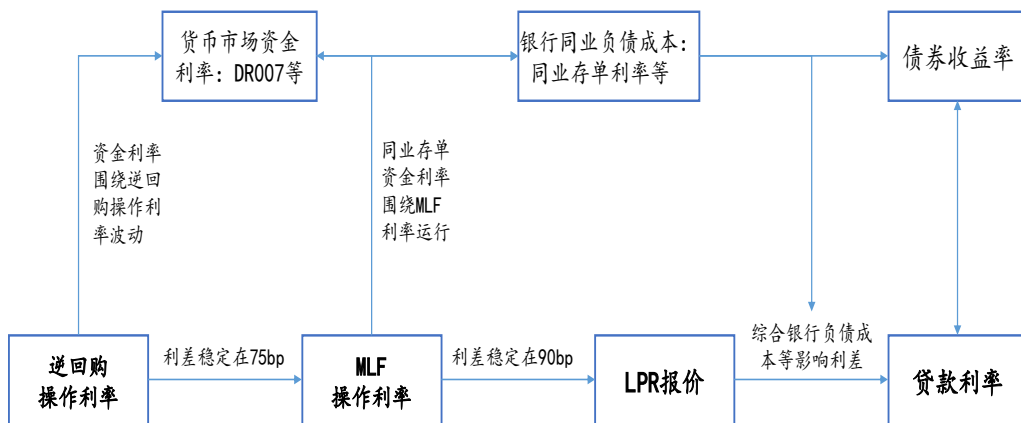 货币市场资金
利率：DR007等
银行同业负债成本：
同业存单利率等
债券收益率
资金利率
围绕逆回
购操作利
率波动
同业存单
资金利率
围绕MLF
利率运行
逆回购
操作利率
利差稳定在75bp
MLF
操作利率
利差稳定在90bp
LPR报价
综合银行负债成
本等影响利差
贷款利率